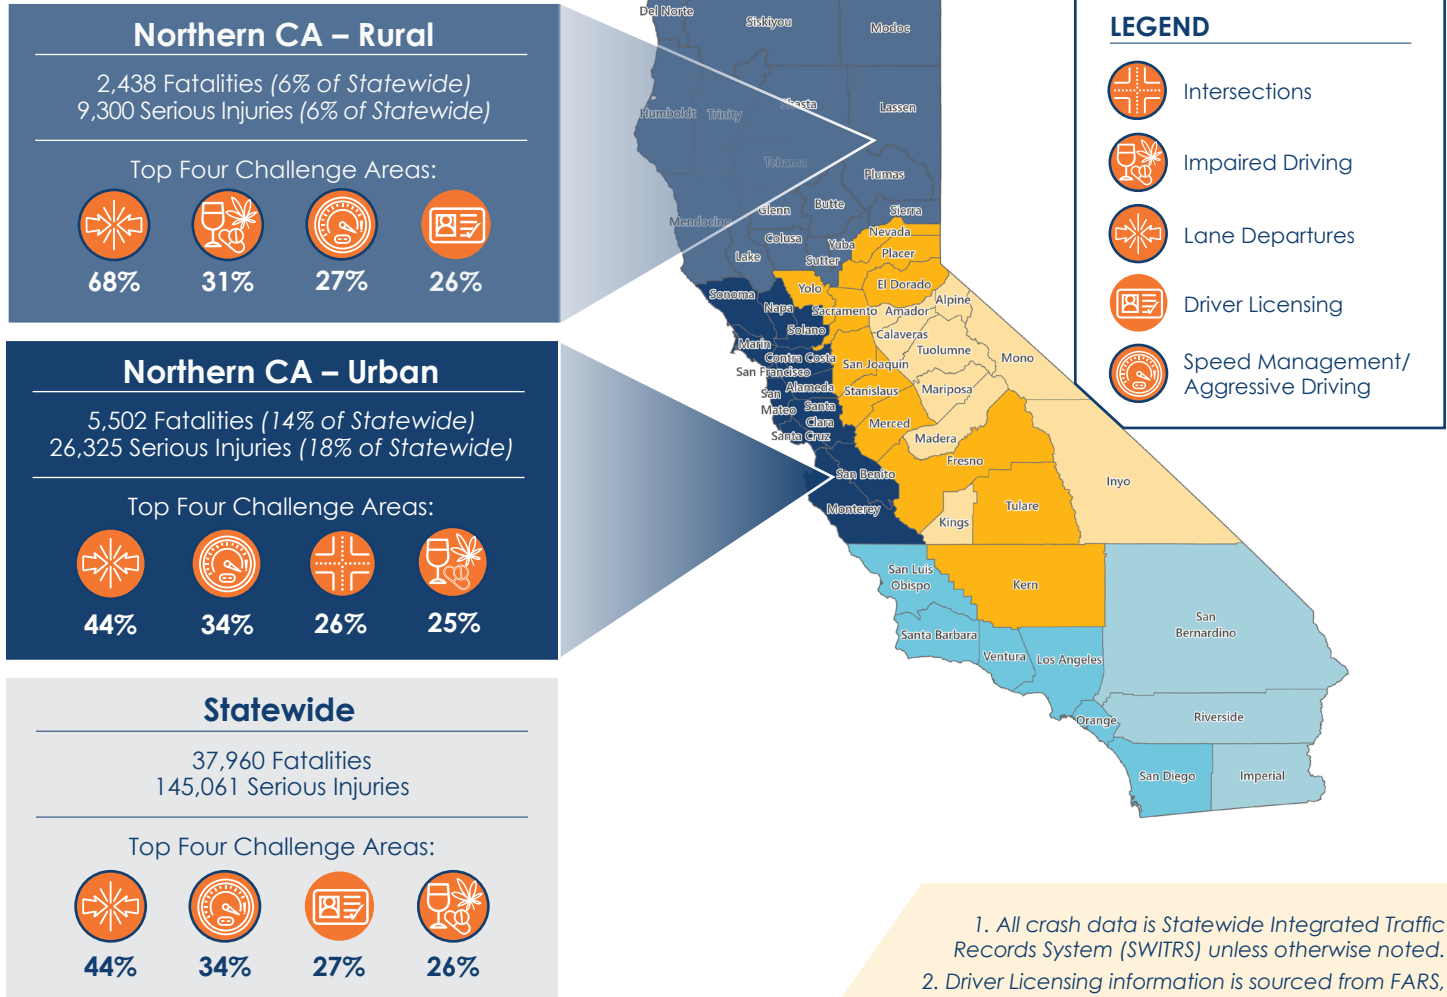 Northern CA – Rural
2,438 Fatalities (6% of Statewide)
9,300 Serious Injuries (6% of Statewide)
Top Four Challenge Areas:
68%
31%
27%
26%
Northern CA – Urban
5,502 Fatalities (14% of Statewide)
26,325 Serious Injuries (18% of Statewide)
Top Four Challenge Areas:
44%
34%
26%
25%
Statewide
37,960 Fatalities
145,061 Serious Injuries
Top Four Challenge Areas:
44%
34%
27%
26%
Del Norte
Siskiyou
Modoc
Humboldt
Trinity
Shasta
Lassen
Tehama
Plumas
Mendocino
Glenn
Butte
Sierra
Colusa
Yuba
Nevada
Lake
Sutter
Placer
Sonoma
Napa
Yolo
El Dorado
Sacramento
Amador
Alpine
Solano
Calaveras
Marin
Contra Costa
Tuolumne
Mono
San Francisco
San Joaquin
Alameda
Stanislaus
Mariposa
San
Mateo
Santa
Clara
Merced
Santa Cruz
Madera
Fresno
San Benito
Inyo
Monterey
Kings
Tulare
San Luis
Obispo
Kern
San
Bernardino
Santa Barbara
Ventura
Los Angeles
Orange
Riverside
San Diego
Imperial
LEGEND
Intersections
Impaired Driving
Lane Departures
Driver Licensing
Speed Management/
Aggressive Driving
1. All crash data is Statewide Integrated Traffic
Records System (SWITRS) unless otherwise noted.
2. Driver Licensing information is sourced from FARS,